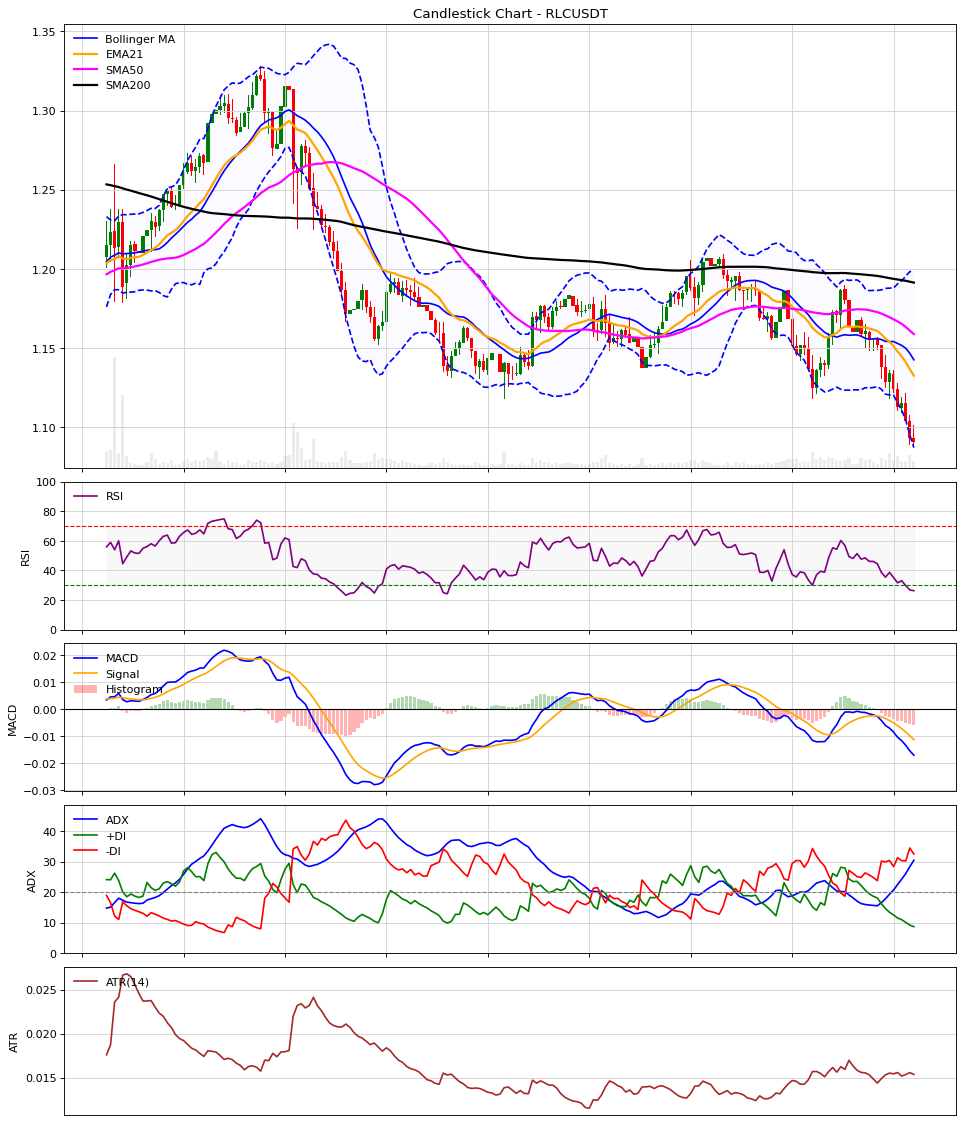 Candlestick Chart - RLCUSDT
1.35
1.30
1.25
1.20
1.15
1.10
Bollinger MA
EMA21
SMA50
SMA200
100
80
60
40
20
0
RSI
RSI
0.02
0.01
0.00
−0.01
−0.02
−0.03
MACD
MACD
Signal
Histogram
40
30
20
10
0
ADX
ADX
+DI
-DI
0.025
0.020
0.015
ATR
ATR(14)